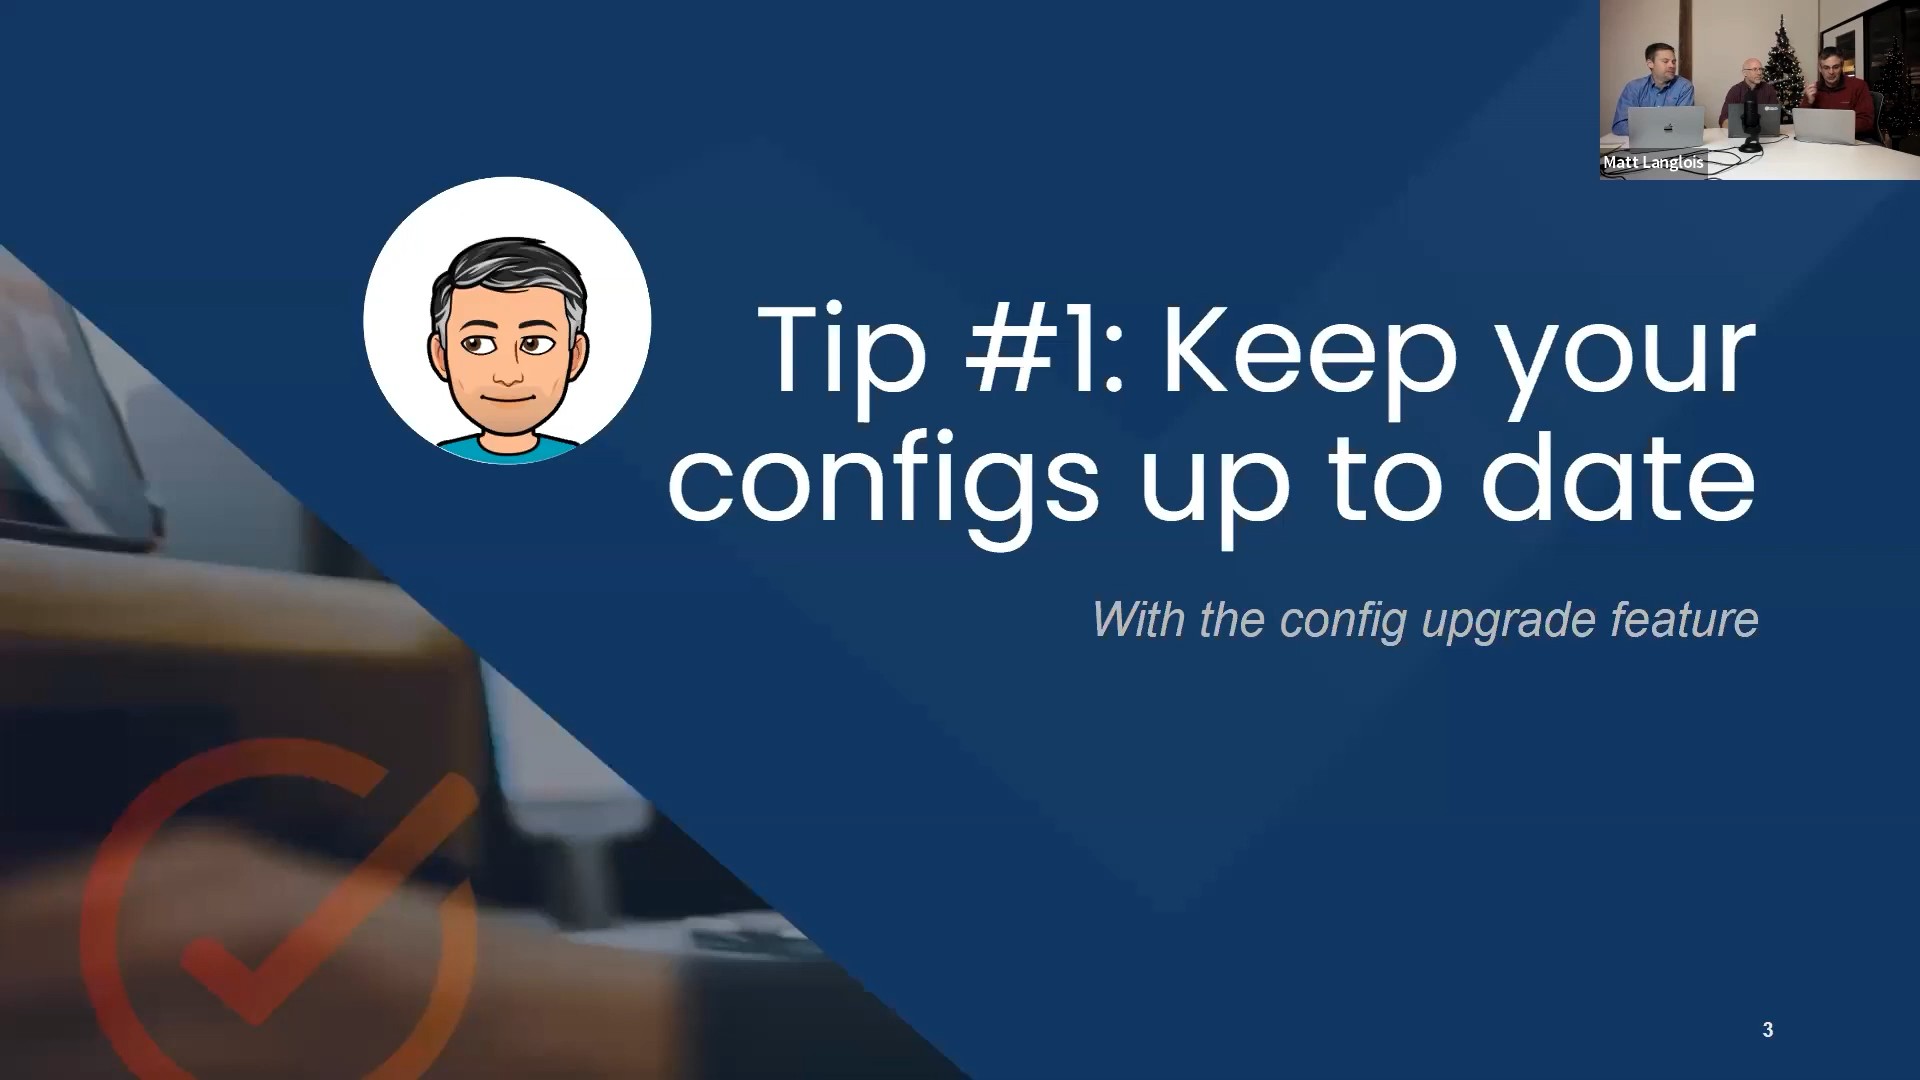 Matt Langlois
Tip #1: Keep your
configs up to date
With the config upgrade feature
3